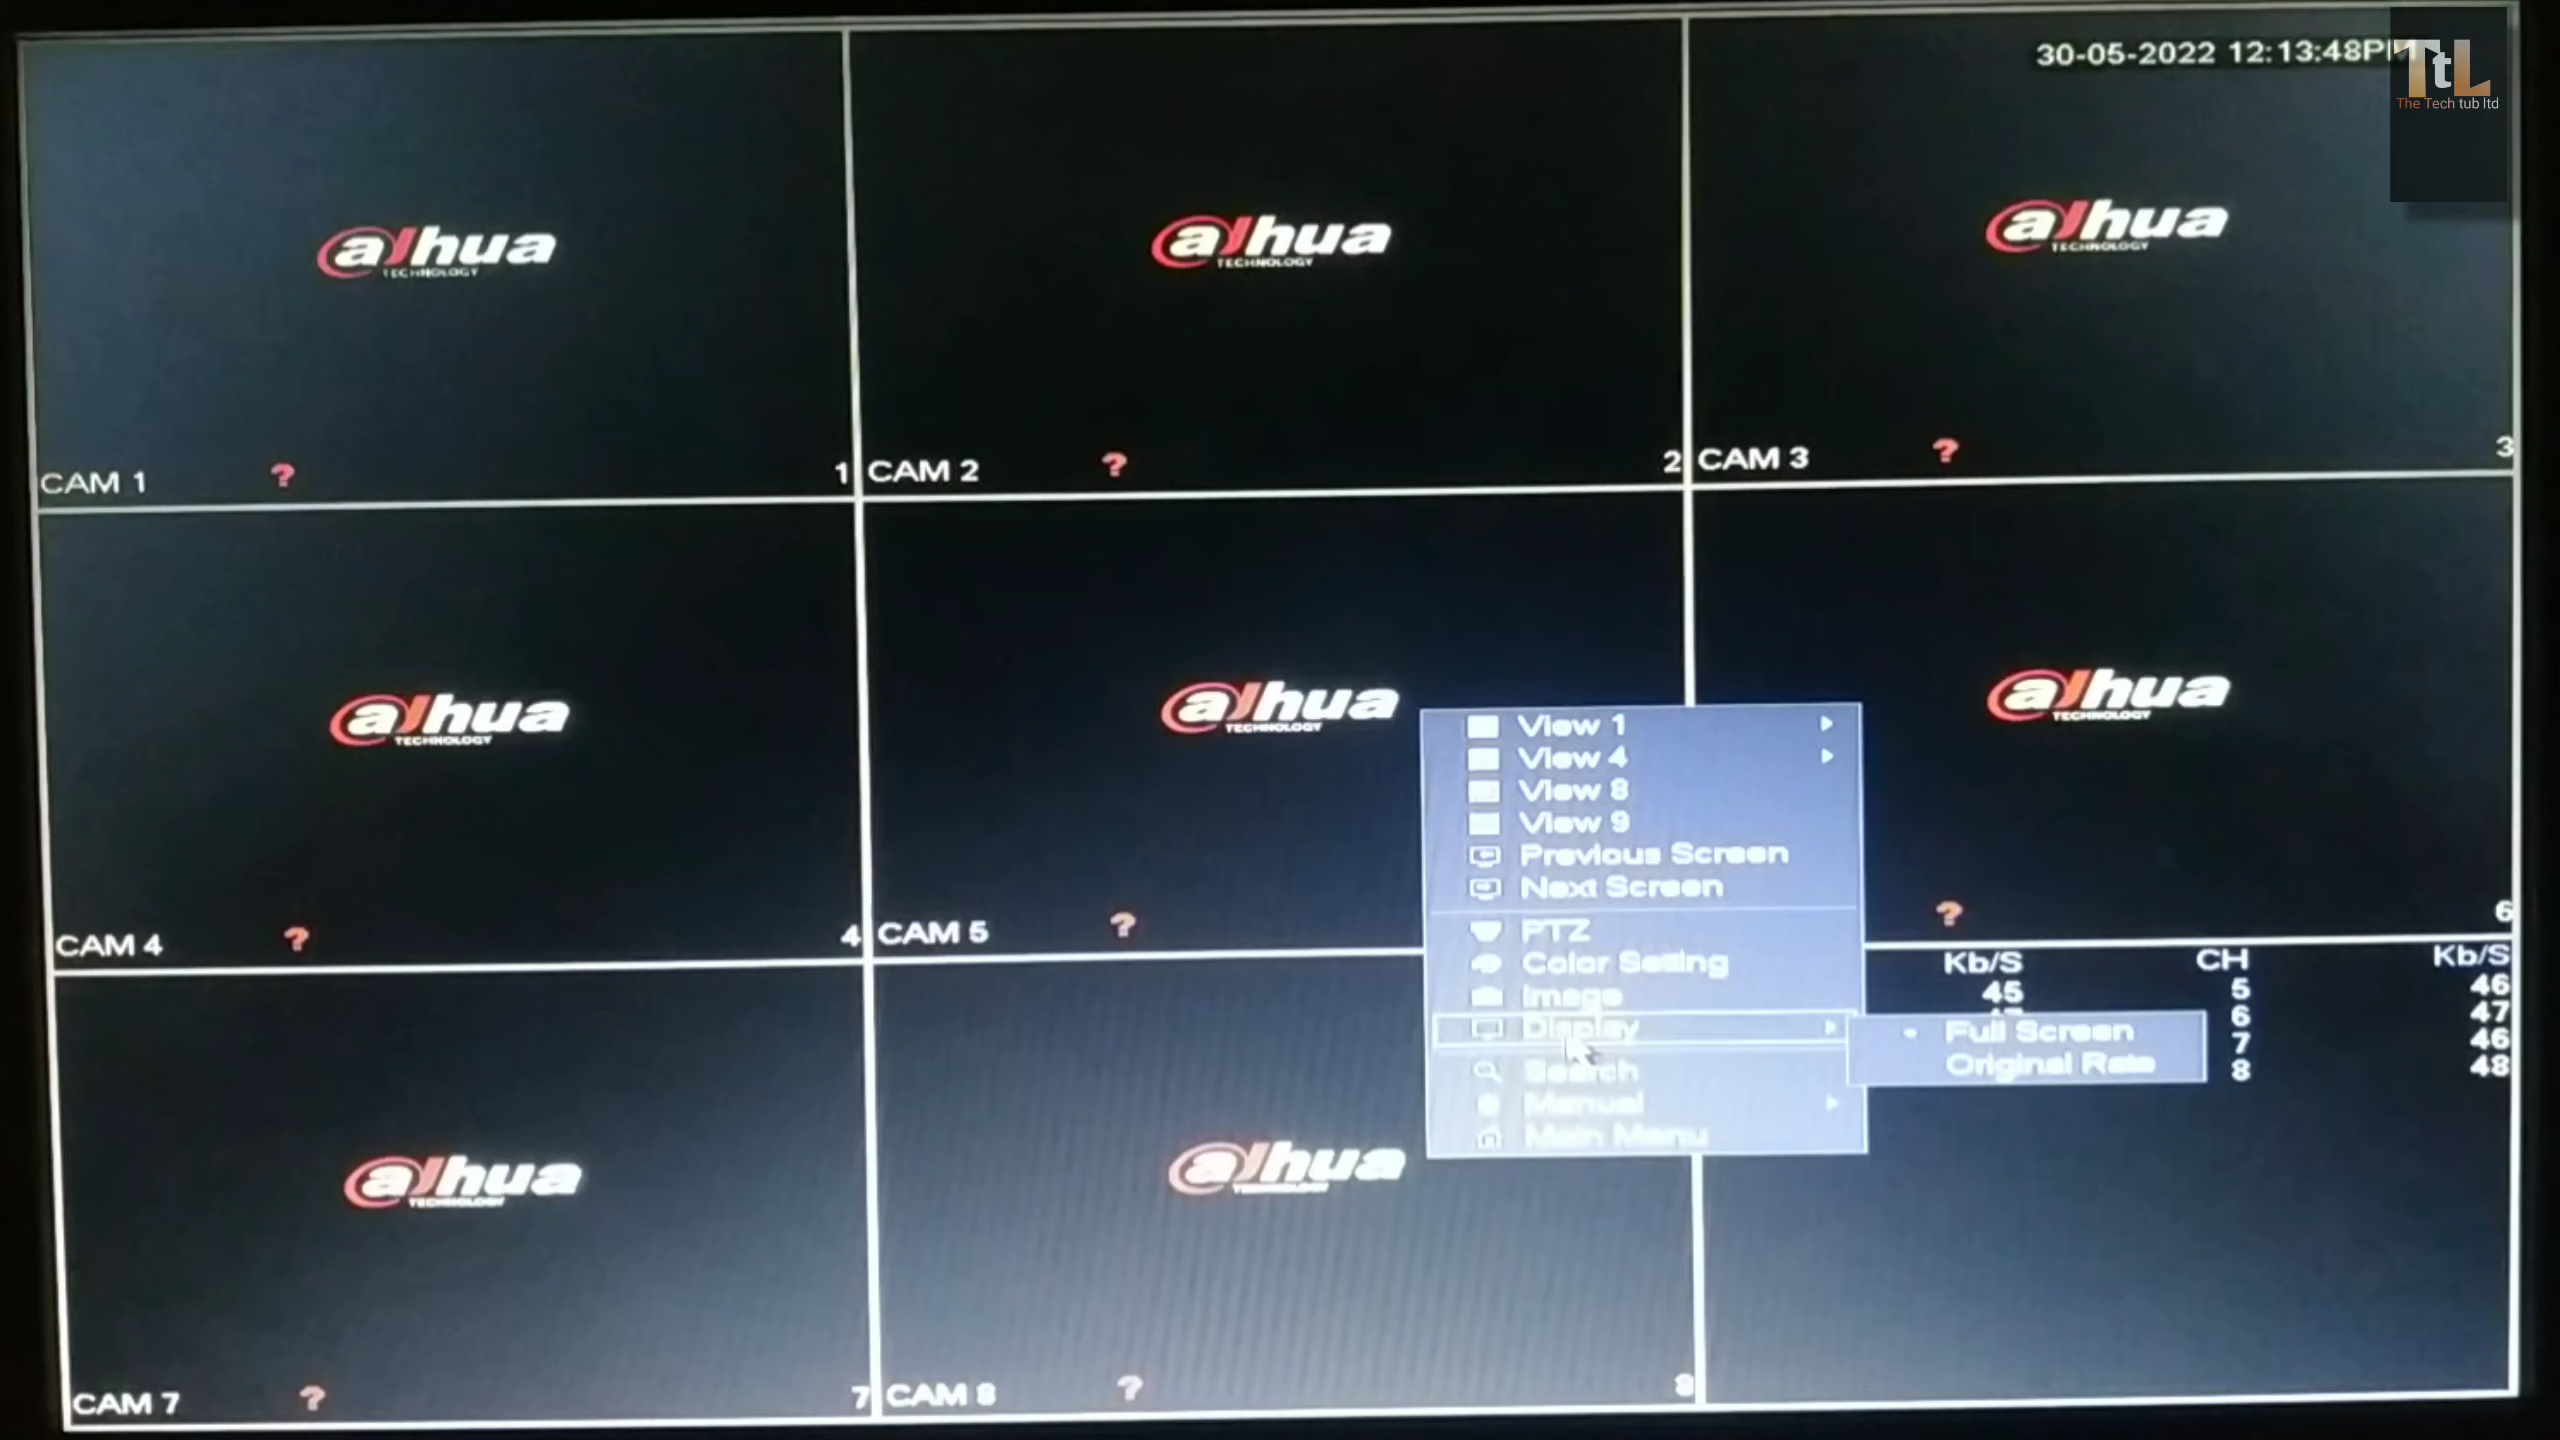 30-05-2022 12:13:48PM
TtL
The Tech tub ltd
alhua
TECHNOLOGY
alhua
TECHNOLOGY
alhua
TECHNOLOGY
CAM 1 ? 1
CAM 2 ? 2
CAM 3 ? 3
alhua
TECHNOLOGY
alhua
TECHNOLOGY
alhua
TECHNOLOGY
CAM 4 ? 4
CAM 5 ?
? 6
View 1
View 4
View 8
View 9
Previous Screen
Next Screen
PTZ
Color Setting
Image
Display
Search
Manual
Main Menu
Full Screen
Original Rate
Kb/S CH Kb/S
45 5 46
6 47
7 46
8 48
alhua
TECHNOLOGY
alhua
TECHNOLOGY
CAM 7 ? 7
CAM 8 ? 8